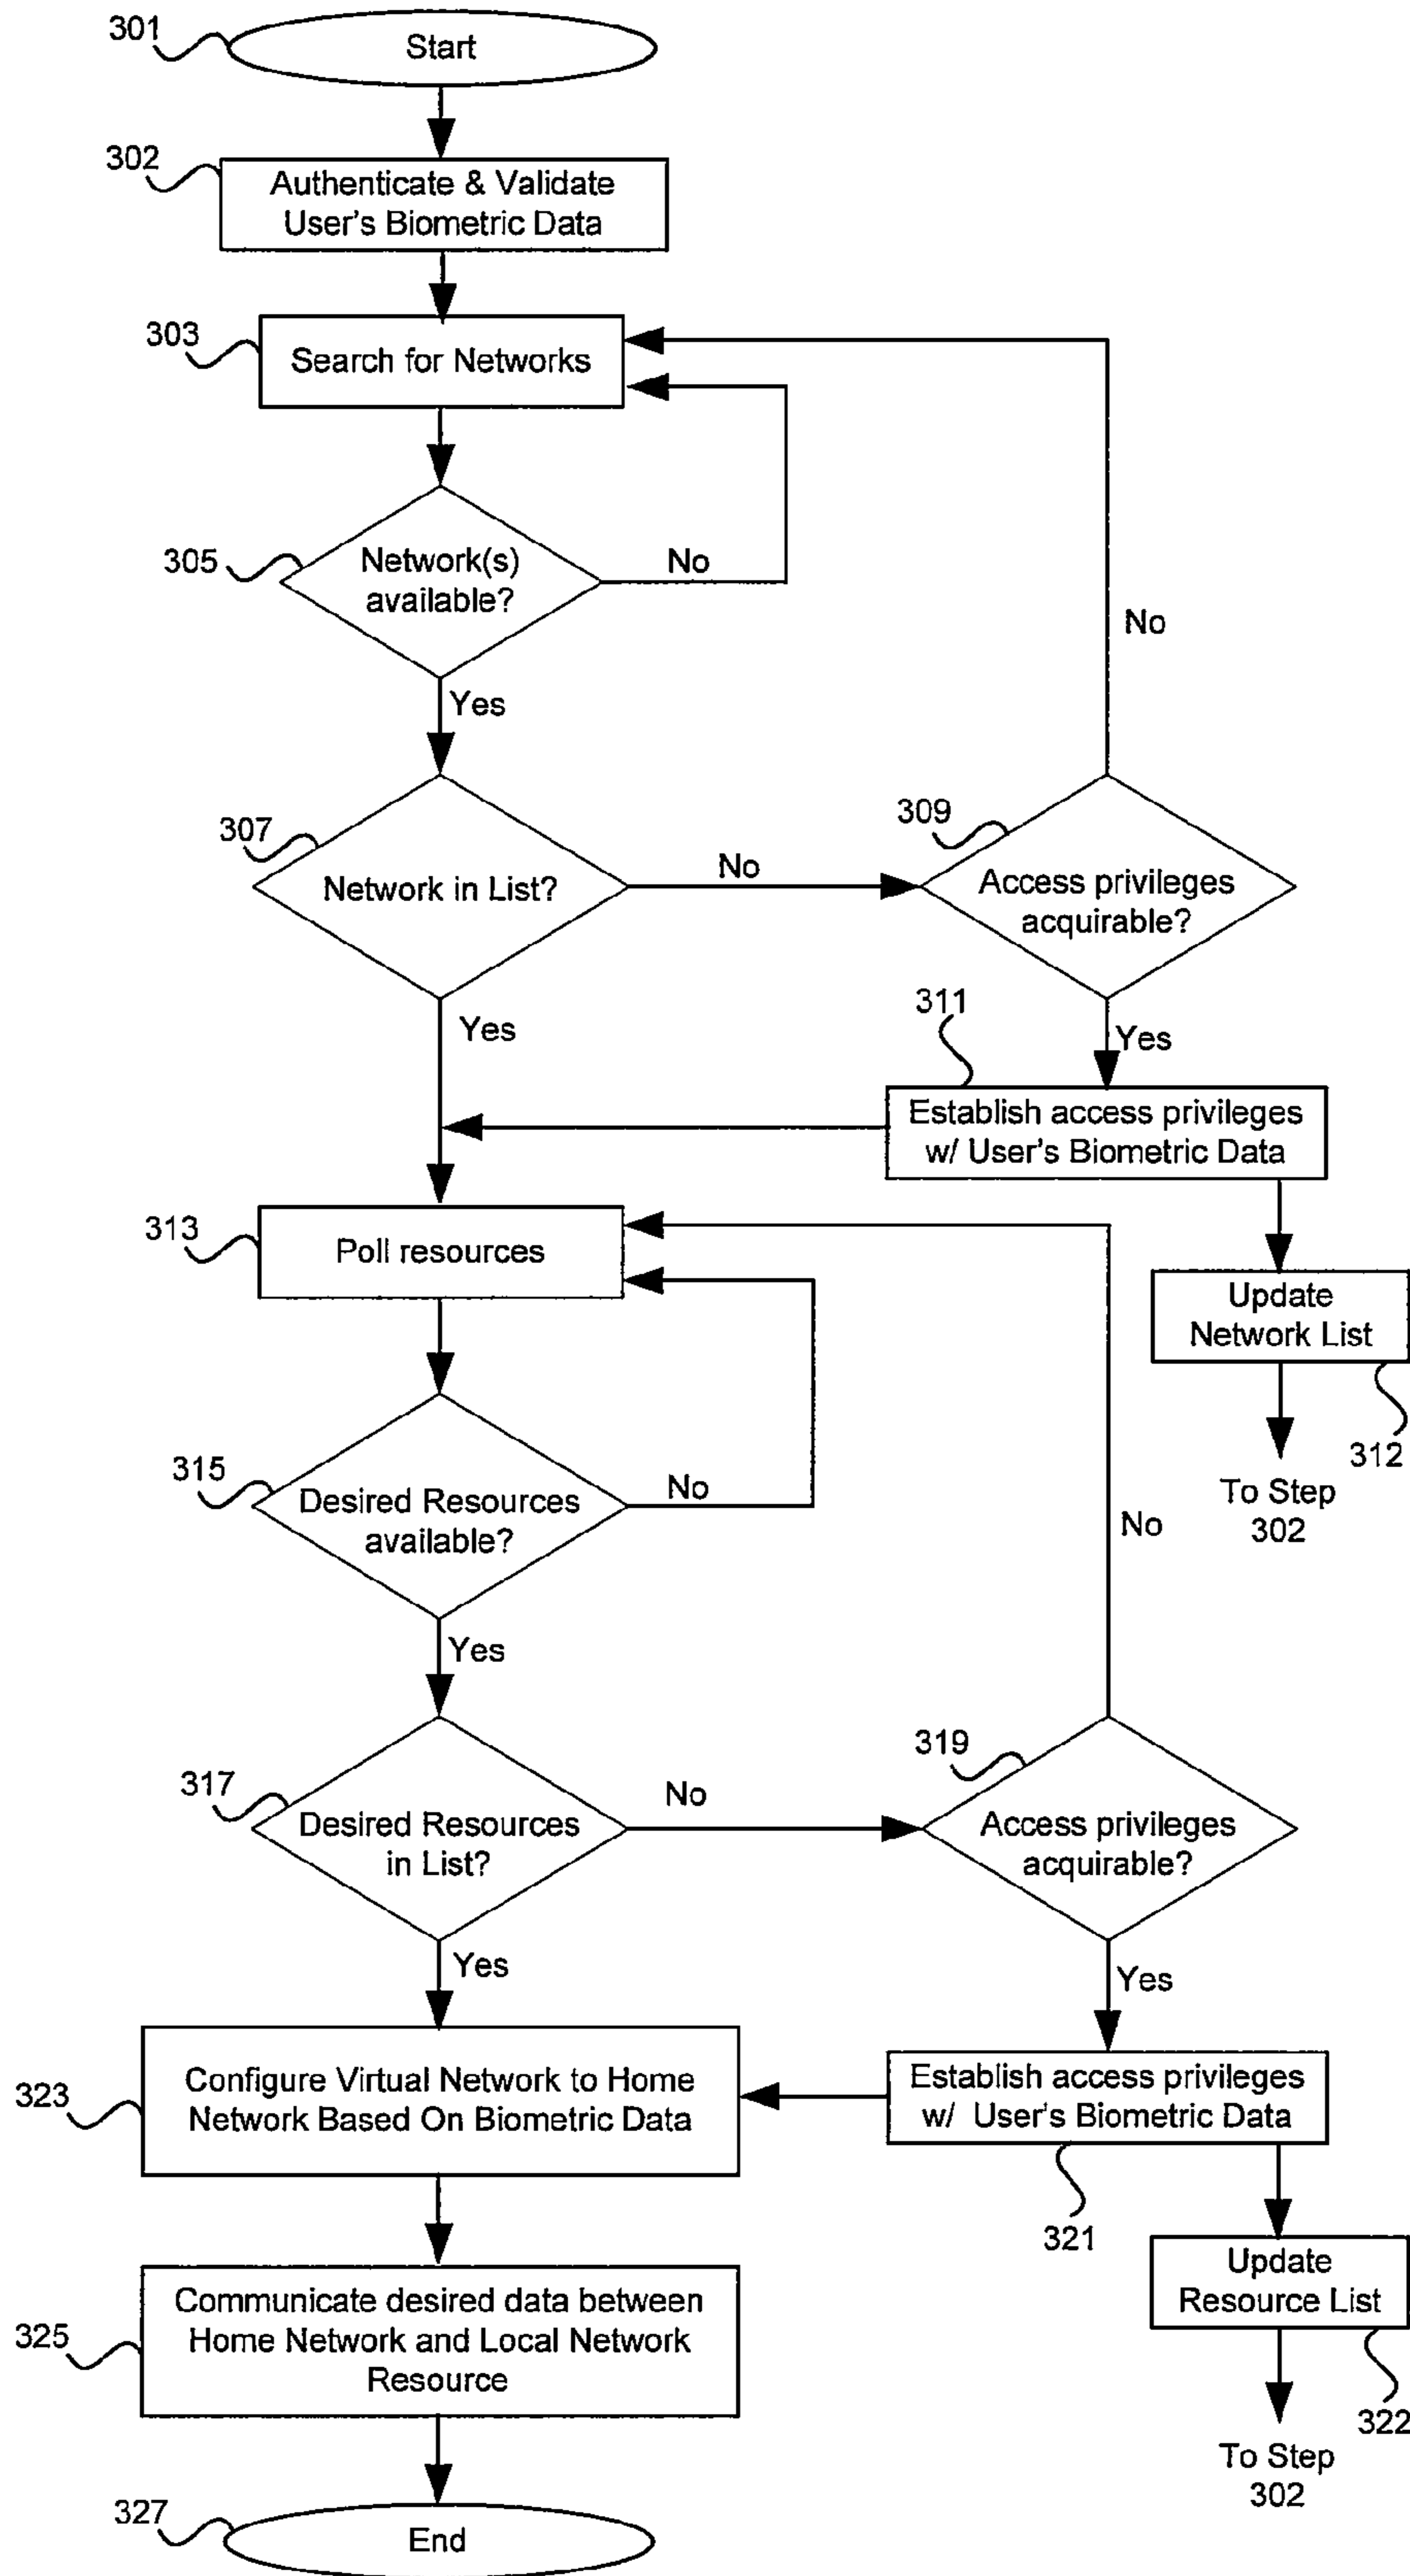 301
Start
302
Authenticate & Validate
User's Biometric Data
303
Search for Networks
305
Network(s)
available?
No
No
Yes
307
Network in List?
No
309
Access privileges
acquirable?
Yes
Yes
311
Establish access privileges
w/ User's Biometric Data
313
Poll resources
Update
Network List
312
To Step
302
315
Desired Resources
available?
No
No
Yes
317
Desired Resources
in List?
No
319
Access privileges
acquirable?
Yes
Yes
323
Configure Virtual Network to Home
Network Based On Biometric Data
Establish access privileges
w/ User's Biometric Data
321
Update
Resource List
322
To Step
302
325
Communicate desired data between
Home Network and Local Network
Resource
327
End